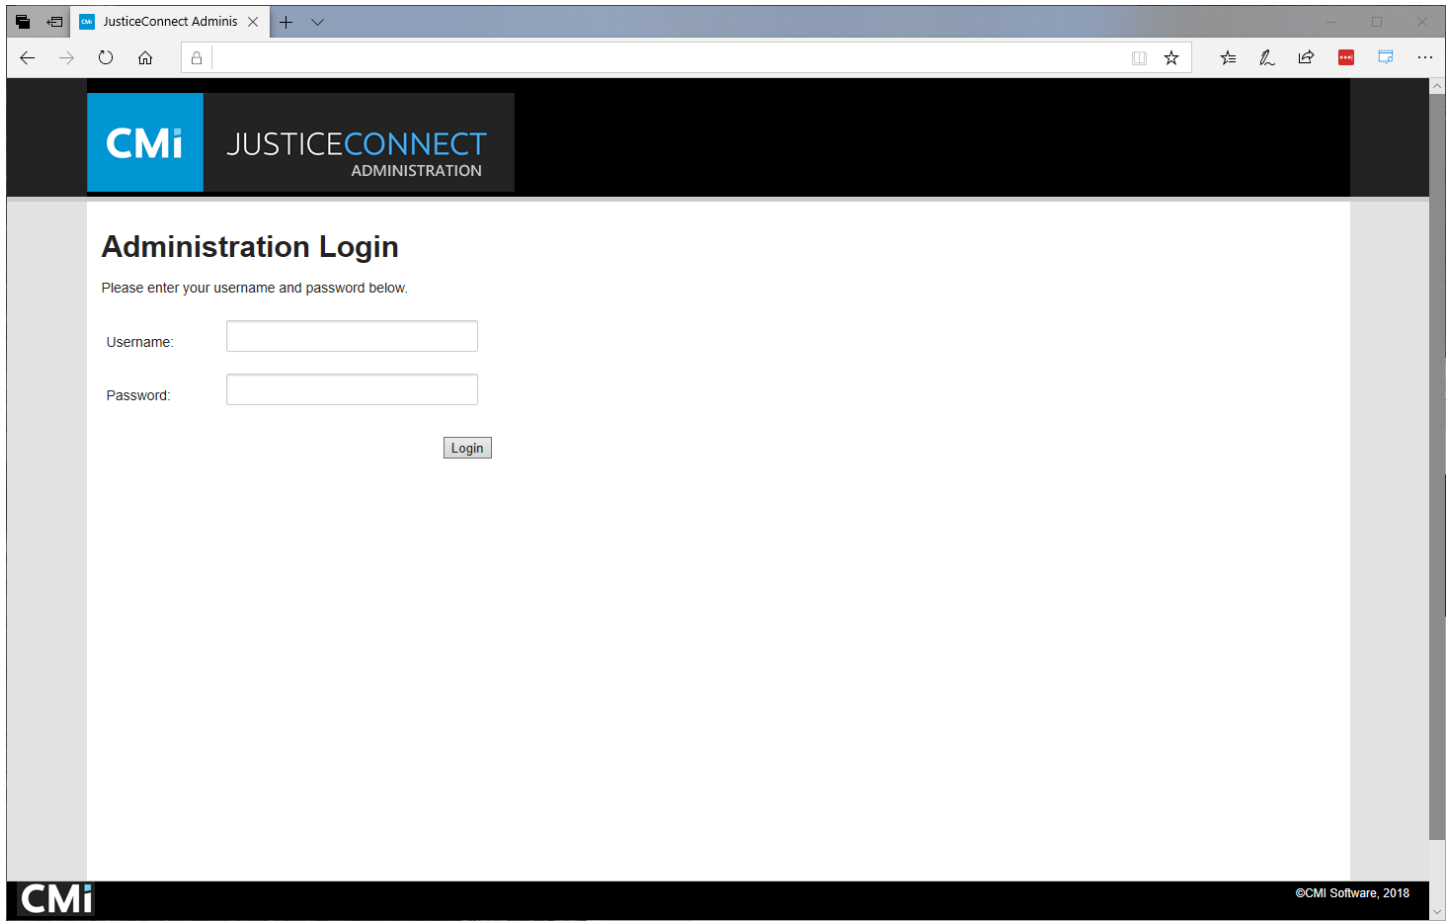 JusticeConnect Adminis
CMi
JUSTICECONNECT
ADMINISTRATION
Administration Login
Please enter your username and password below.
Username:
Password:
Login
CMi
©CMI Software, 2018